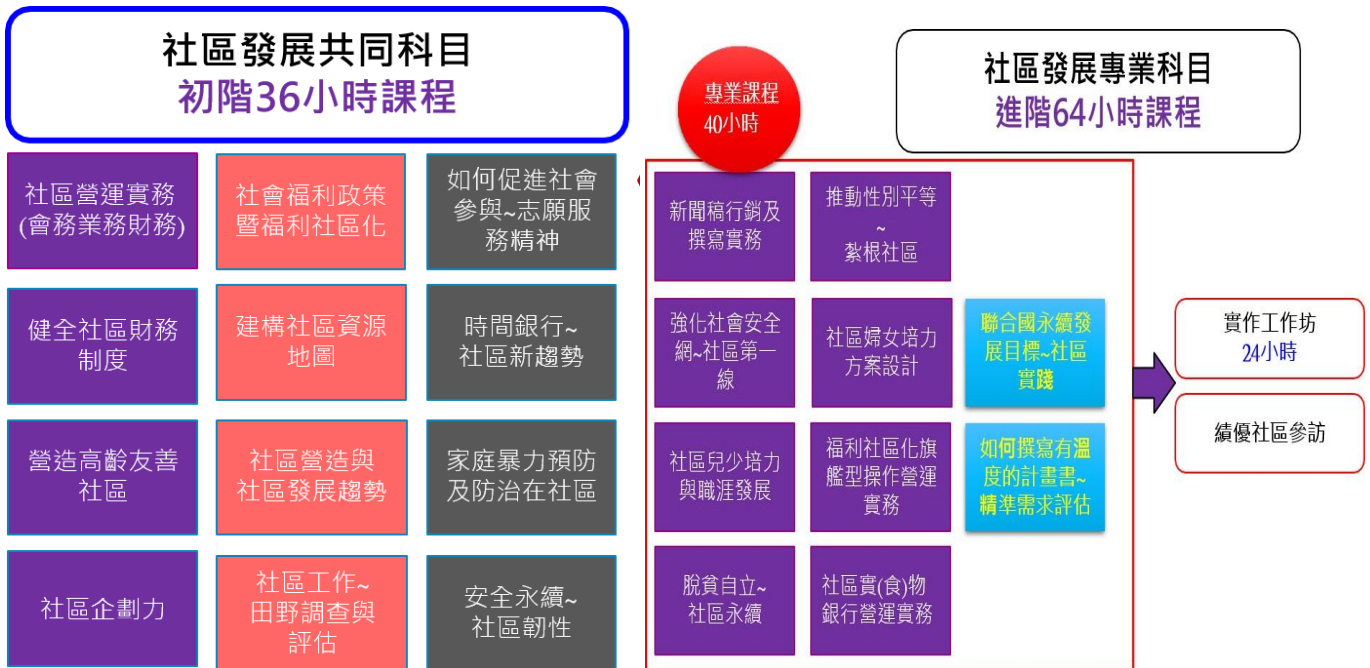 社區發展共同科目
初階36小時課程
專業課程
40小時
社區發展專業科目
進階64小時課程
社區營運實務
(會務業務財務)
社會福利政策
暨福利社區化
如何促進社會
參與~志願服
務精神
健全社區財務
制度
建構社區資源
地圖
時間銀行~
社區新趨勢
營造高齡友善
社區
社區營造與
社區發展趨勢
家庭暴力預防
及防治在社區
社區企劃力
社區工作~
田野調查與
評估
安全永續~
社區韌性
新聞稿行銷及
撰寫實務
推動性別平等
~
紮根社區
強化社會安全
網~社區第一
線
社區婦女培力
方案設計
聯合國永續發
展目標~社區
實踐
社區兒少培力
與職涯發展
福利社區化旗
艦型操作營運
實務
如何撰寫有溫
度的計畫書~
精準需求評估
脫貧自立~
社區永續
社區實(食)物
銀行營運實務
實作工作坊
24小時
績優社區參訪